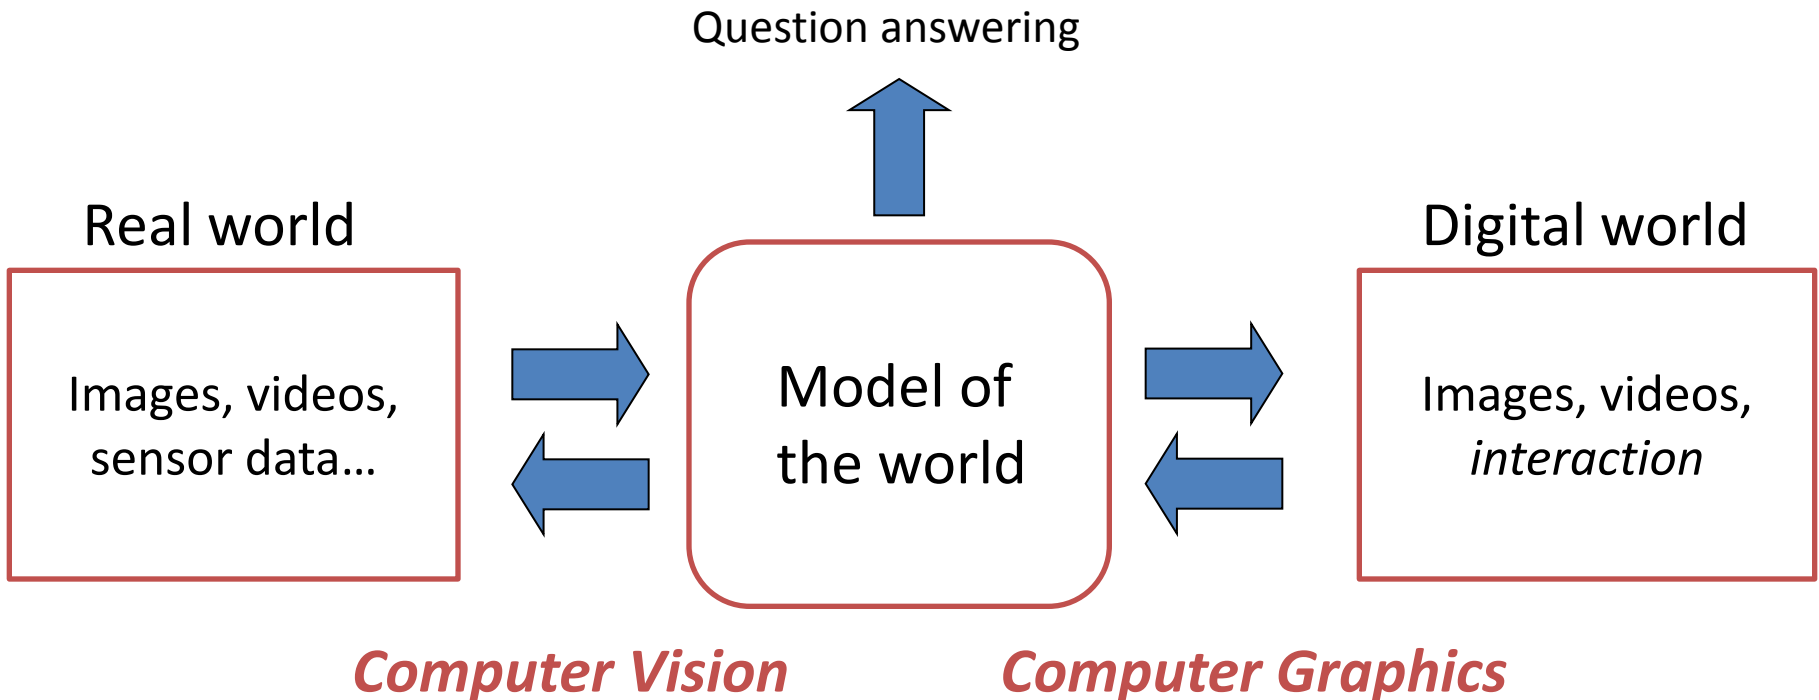 Question answering
Real world
Images, videos,
sensor data…
Model of
the world
Digital world
Images, videos,
interaction
Computer Vision
Computer Graphics